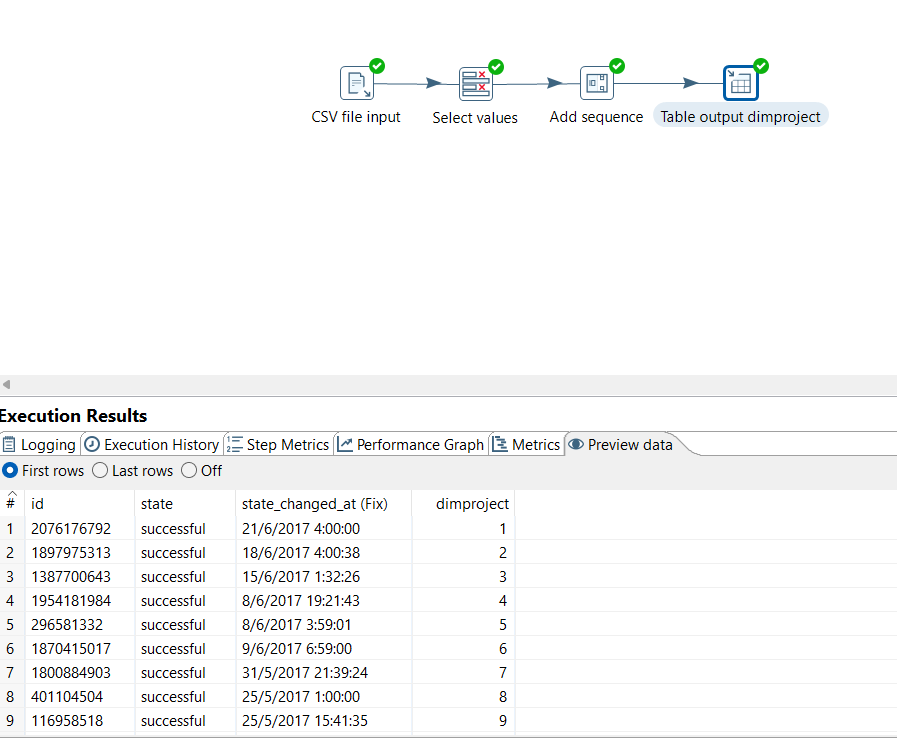 CSV file input Select values Add sequence Table output dimproject
Execution Results
Logging Execution History Step Metrics Performance Graph Metrics Preview data
First rows Last rows Off
# id state state_changed_at (Fix) dimproject
1 2076176792 successful 21/6/2017 4:00:00 1
2 1897975313 successful 18/6/2017 4:00:38 2
3 1387700643 successful 15/6/2017 1:32:26 3
4 1954181984 successful 8/6/2017 19:21:43 4
5 296581332 successful 8/6/2017 3:59:01 5
6 1870415017 successful 9/6/2017 6:59:00 6
7 1800884903 successful 31/5/2017 21:39:24 7
8 401104504 successful 25/5/2017 1:00:00 8
9 116958518 successful 25/5/2017 15:41:35 9